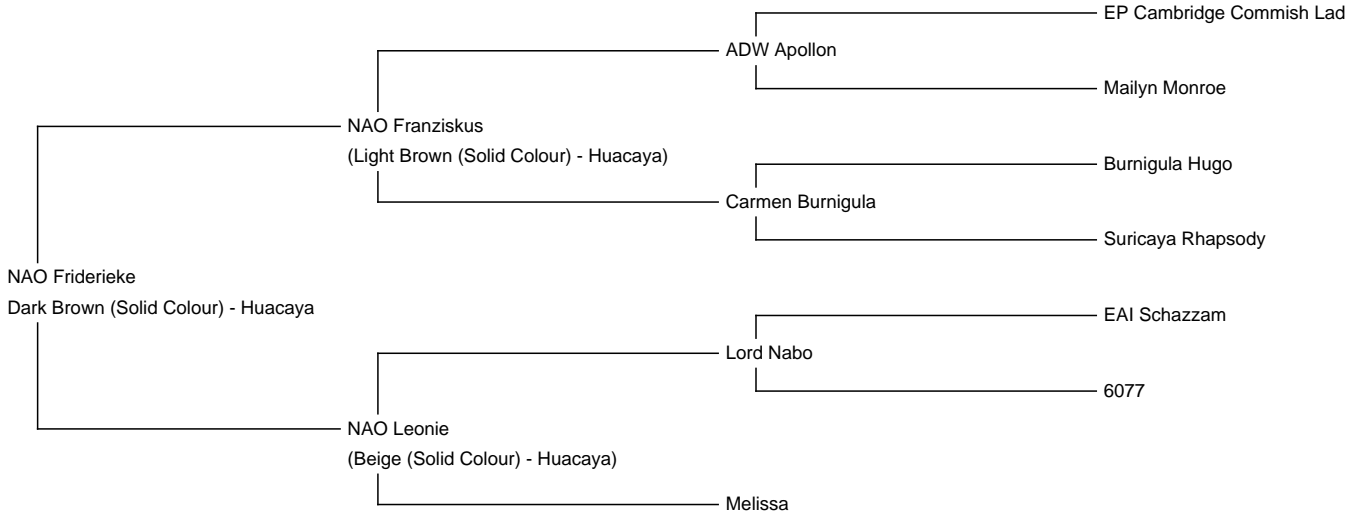 EP Cambridge Commish Lad
ADW Apollon
Mailyn Monroe
NAO Franziskus
(Light Brown (Solid Colour) - Huacaya)
Burnigula Hugo
Carmen Burnigula
Suricaya Rhapsody
NAO Friderieke
Dark Brown (Solid Colour) - Huacaya
EAI Schazzam
Lord Nabo
6077
NAO Leonie
(Beige (Solid Colour) - Huacaya)
Melissa